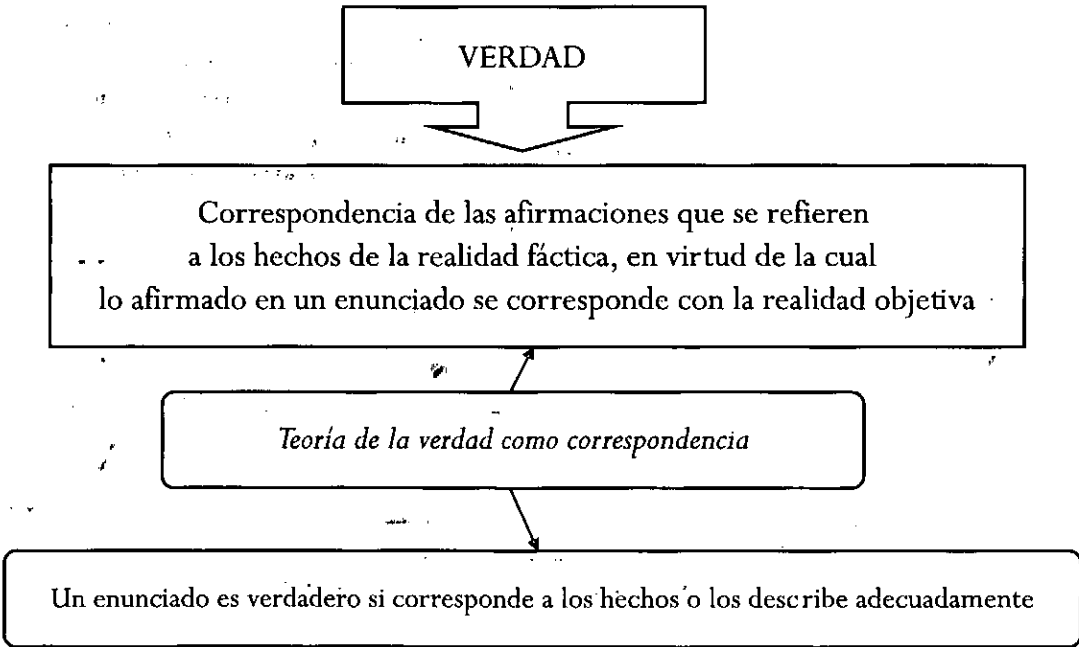 VERDAD
Correspondencia de las afirmaciones que se refieren
a los hechos de la realidad fáctica, en virtud de la cual
lo afirmado en un enunciado se corresponde con la realidad objetiva
Teoría de la verdad como correspondencia
Un enunciado es verdadero si corresponde a los hechos o los describe adecuadamente